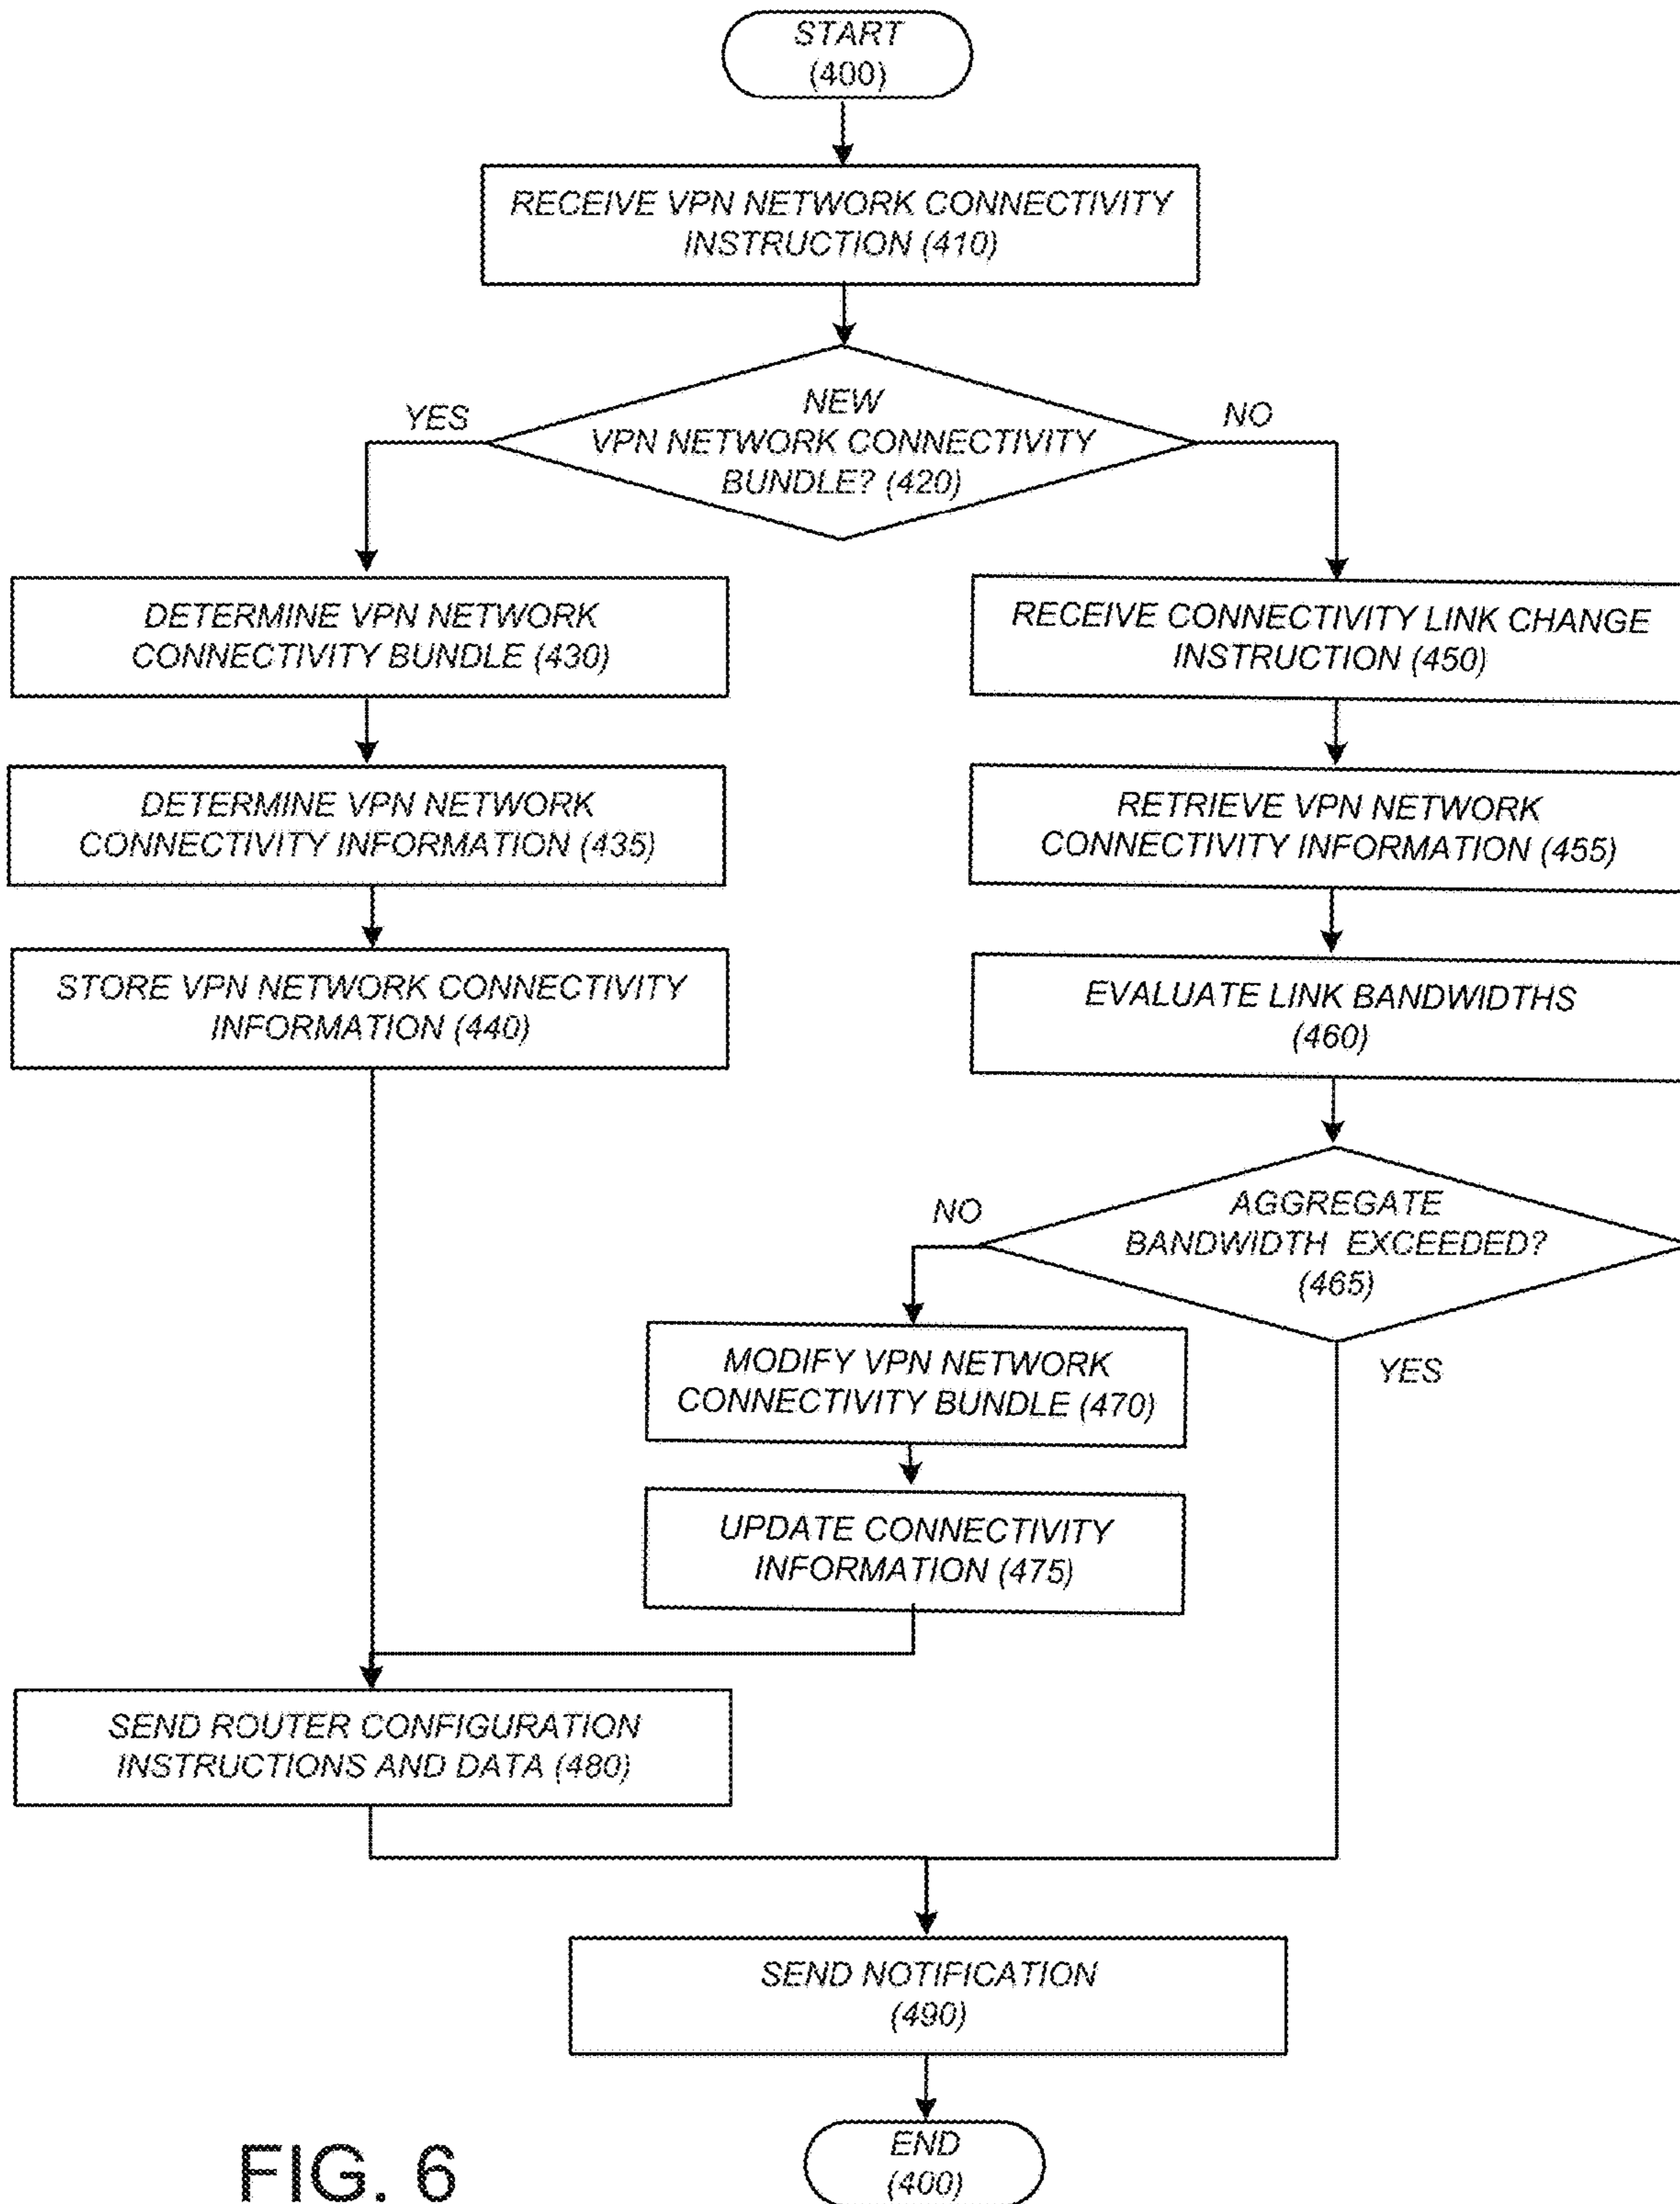 START
(400)
RECEIVE VPN NETWORK CONNECTIVITY
INSTRUCTION (410)
NEW
VPN NETWORK CONNECTIVITY
BUNDLE? (420)
YES
NO
DETERMINE VPN NETWORK
CONNECTIVITY BUNDLE (430)
DETERMINE VPN NETWORK
CONNECTIVITY INFORMATION (435)
STORE VPN NETWORK CONNECTIVITY
INFORMATION (440)
RECEIVE CONNECTIVITY LINK CHANGE
INSTRUCTION (450)
RETRIEVE VPN NETWORK
CONNECTIVITY INFORMATION (455)
EVALUATE LINK BANDWIDTHS
(460)
AGGREGATE
BANDWIDTH EXCEEDED?
(465)
NO
YES
MODIFY VPN NETWORK
CONNECTIVITY BUNDLE (470)
UPDATE CONNECTIVITY
INFORMATION (475)
SEND ROUTER CONFIGURATION
INSTRUCTIONS AND DATA (480)
SEND NOTIFICATION
(490)
END
(400)
FIG. 6